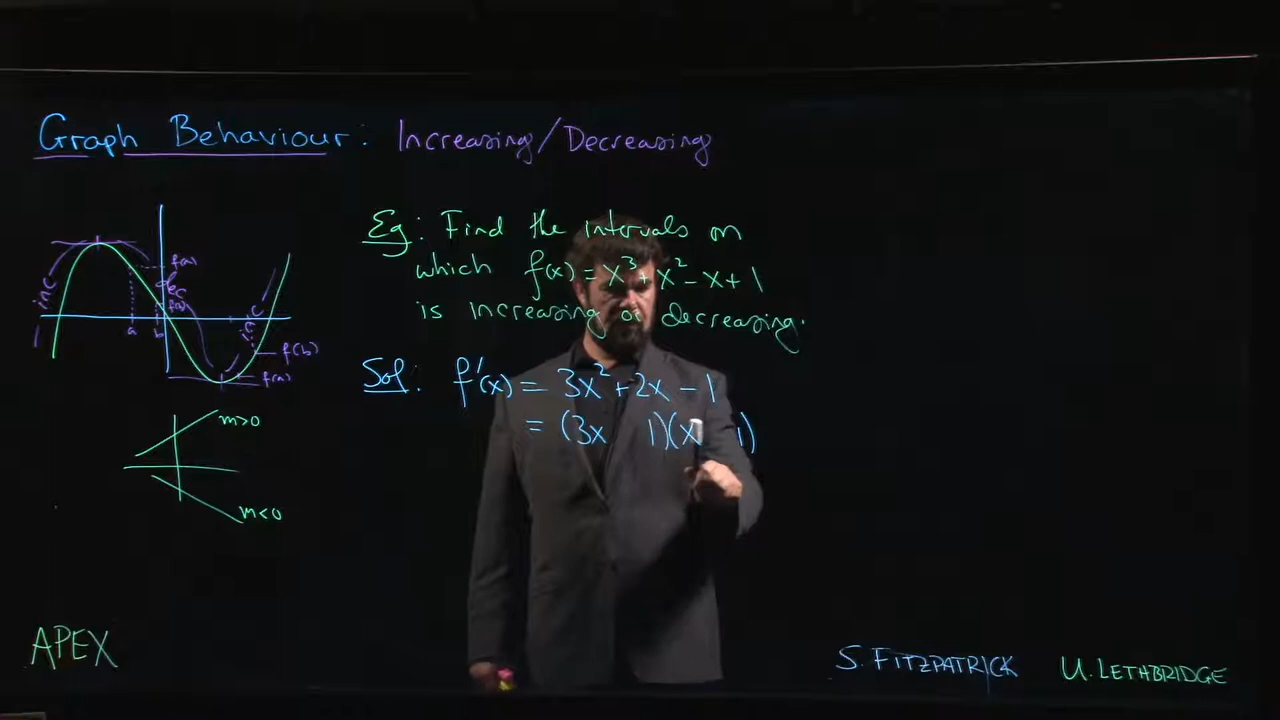 Graph Behaviour: Increasing/Decreasing
inc
dec
inc
f(a)
a
b
f(b)
f(a)
m>0
m<0
Eg: Find the intervals on
which f(x) = x³ + x² - x + 1
is increasing or decreasing.
Sol: f'(x) = 3x² + 2x - 1
= (3x 1)(x 1)
APEX
S. FITZPATRICK U. LETHBRIDGE